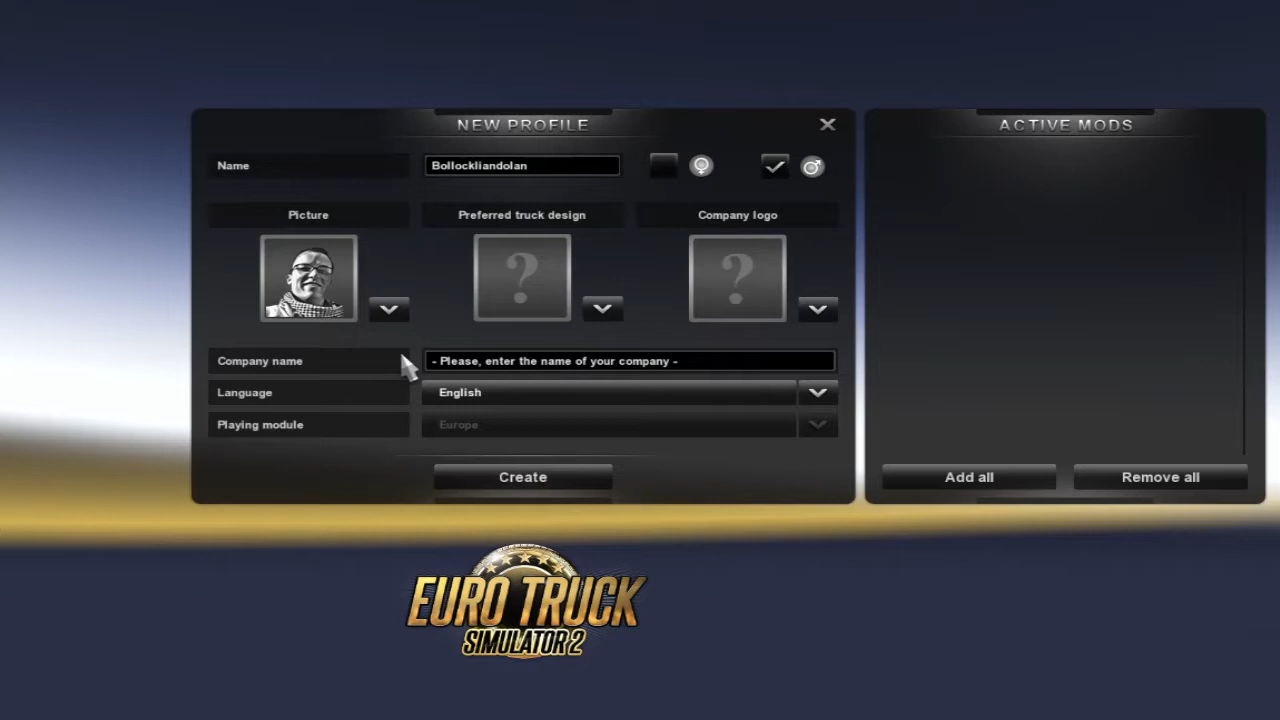 NEW PROFILE
Name
Bollockliandolan
Picture
Preferred truck design
Company logo
?
?
Company name
- Please, enter the name of your company -
Language
English
Playing module
Europe
Create
ACTIVE MODS
Add all
Remove all
EURO TRUCK
SIMULATOR 2